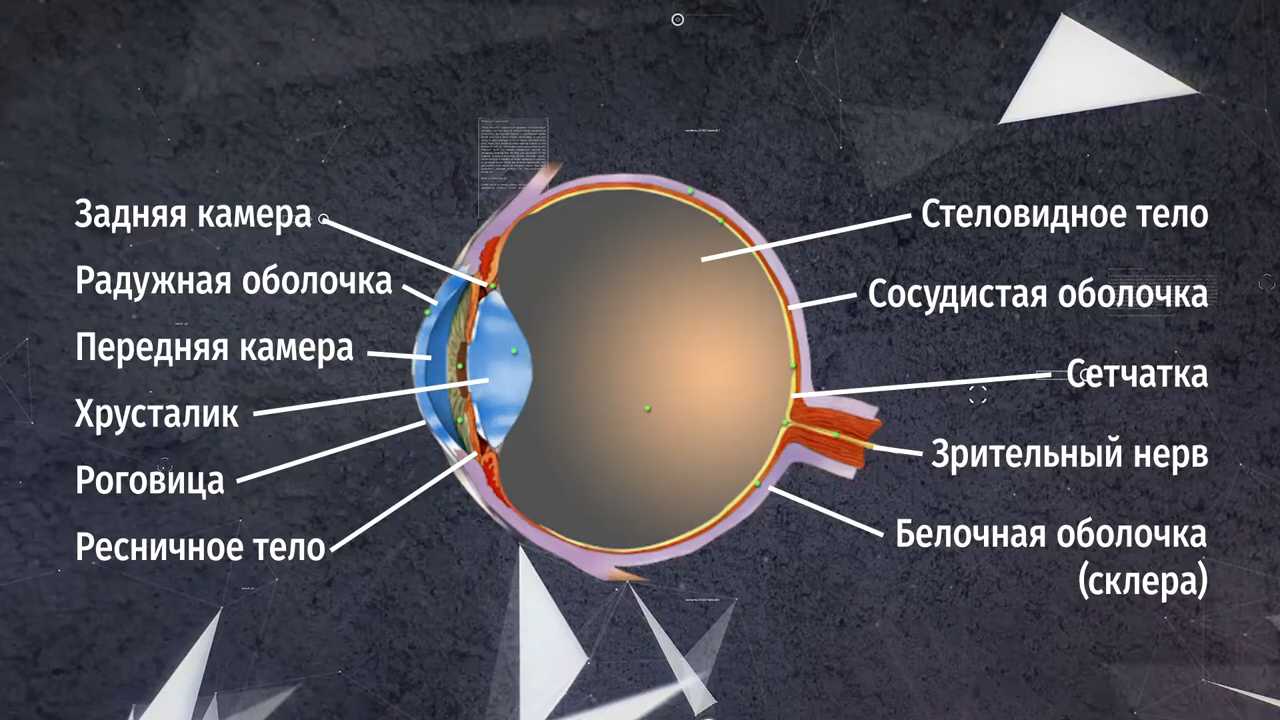 Задняя камера
Радужная оболочка
Передняя камера
Хрусталик
Роговица
Ресничное тело
Стеловидное тело
Сосудистая оболочка
Сетчатка
Зрительный нерв
Белочная оболочка
(склера)